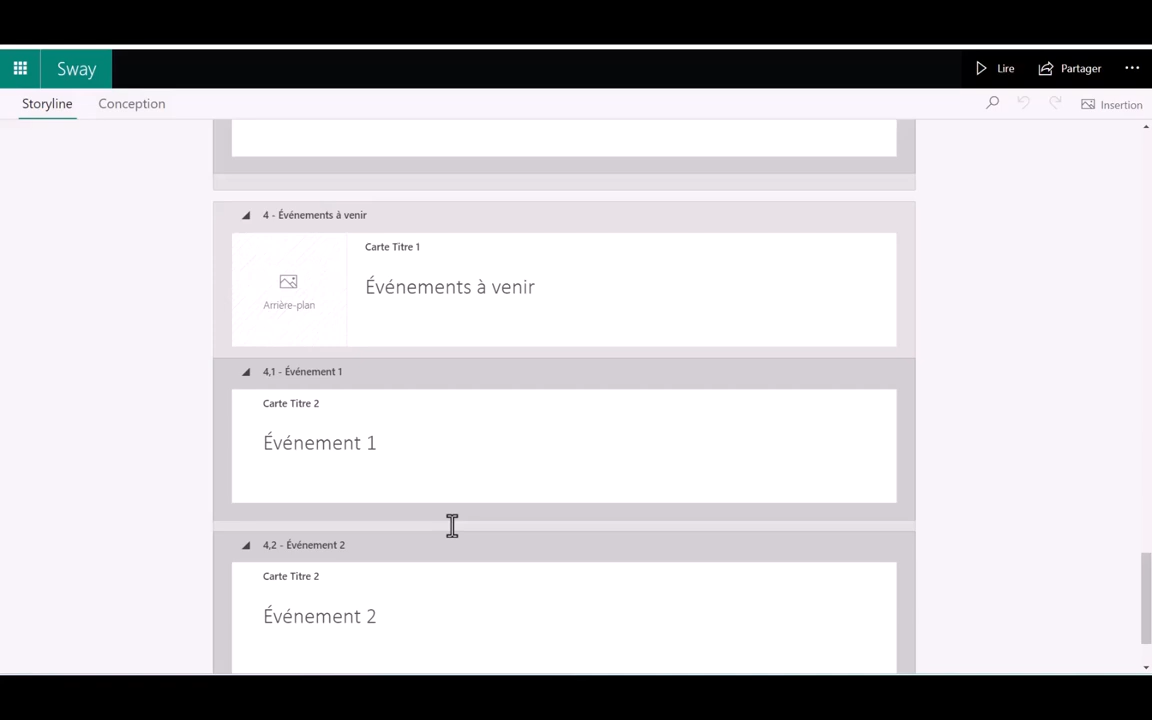 Sway
Lire
Partager
Storyline
Conception
Insertion
4 - Événements à venir
Carte Titre 1
Événements à venir
Arrière-plan
4,1 - Événement 1
Carte Titre 2
Événement 1
4,2 - Événement 2
Carte Titre 2
Événement 2